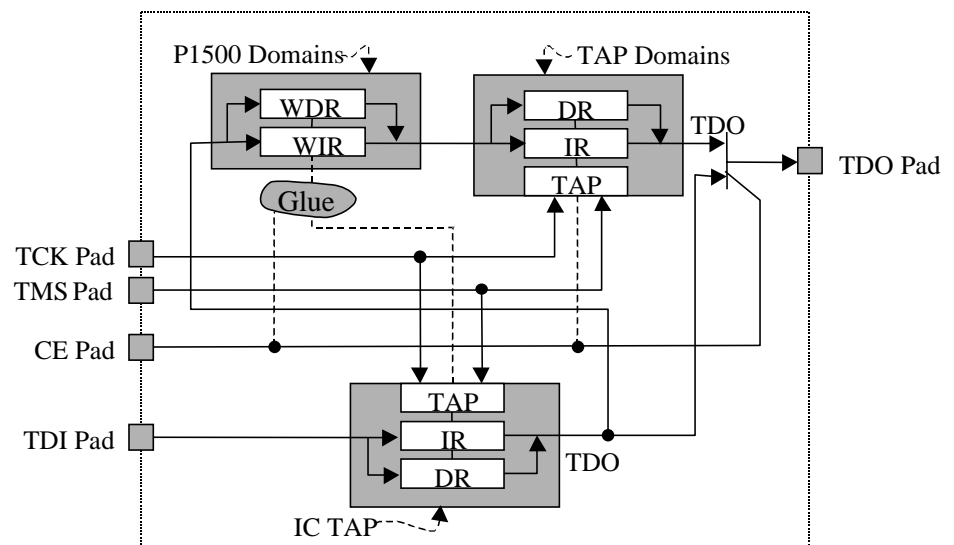 P1500 Domains
TAP Domains
WDR
DR
TDO
WIR
IR
TDO Pad
TAP
Glue
TCK Pad
TMS Pad
CE Pad
TAP
TDI Pad
IR
TDO
DR
IC TAP